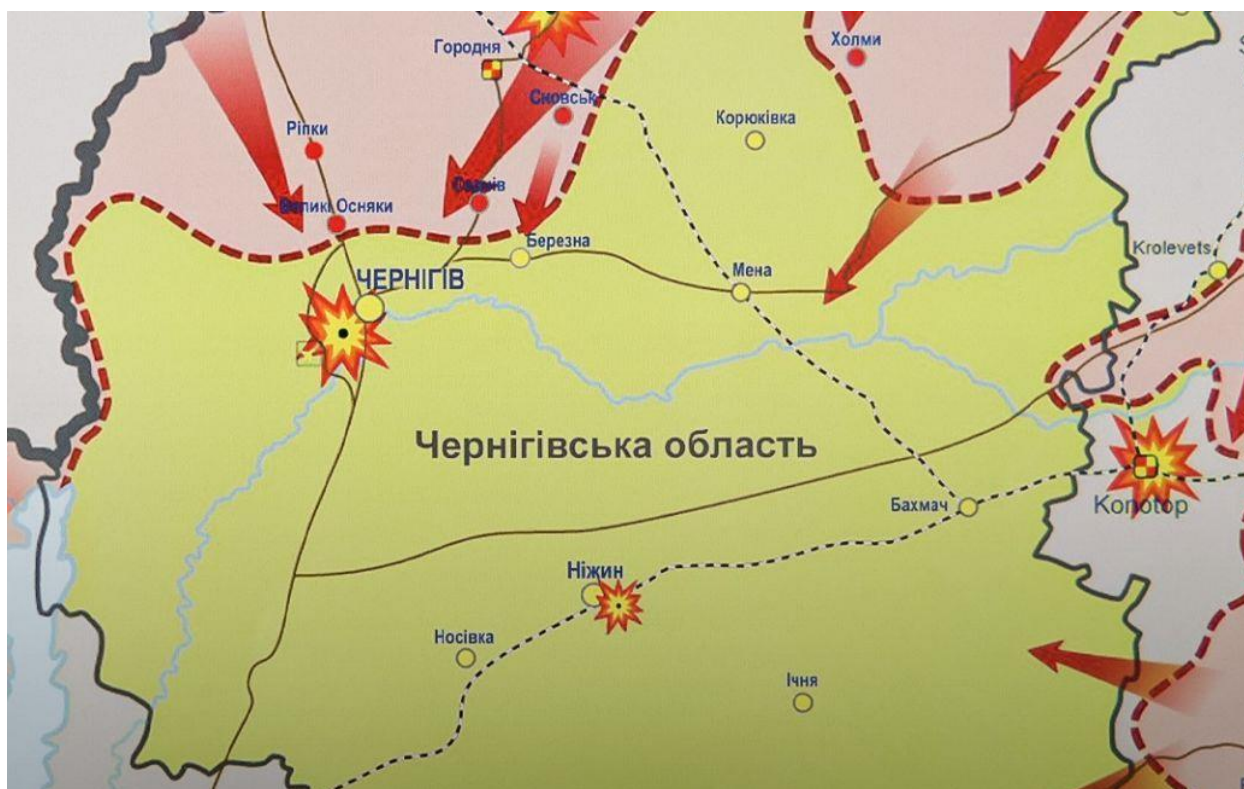 Городня
Холми
Сновськ
Ріпки
Корюківка
Седнів
Великі Осняки
Березна
Krolevets
ЧЕРНІГІВ
Мена
Чернігівська область
Бахмач
Konotop
Ніжин
Носівка
Ічня